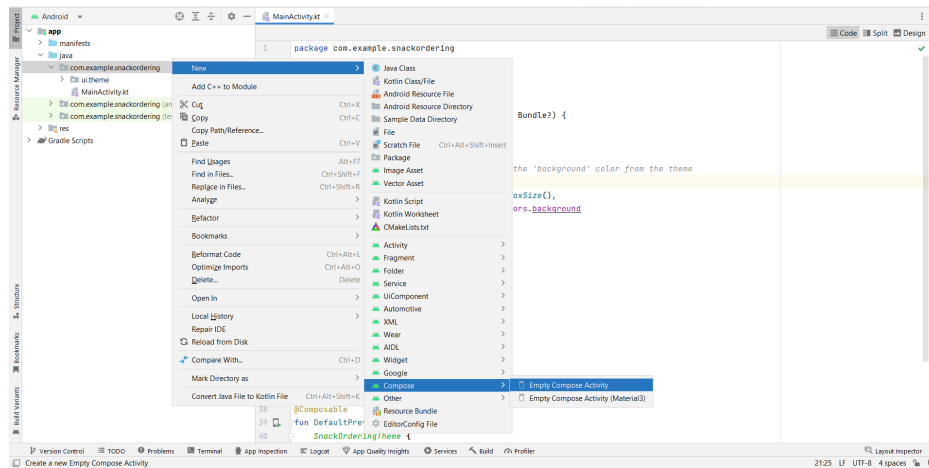 Android
MainActivity.kt
Project
app
manifests
java
com.example.snackordering
ui.theme
MainActivity.kt
com.example.snackordering (an
com.example.snackordering (tes
res
Gradle Scripts
Resource Manager
Structure
Bookmarks
Build Variants
Code
Split
Design
1 package com.example.snackordering
Bundle?) {
the 'background' color from the theme
axSize(),
ors.background
38 @Composable
39 fun DefaultPre
40 SnackOrderingTheme {
New
Add C++ to Module
Cut Ctrl+X
Copy Ctrl+C
Copy Path/Reference...
Paste Ctrl+V
Find Usages Alt+F7
Find in Files... Ctrl+Shift+F
Replace in Files... Ctrl+Shift+R
Analyze
Refactor
Bookmarks
Reformat Code Ctrl+Alt+L
Optimize Imports Ctrl+Alt+O
Delete... Delete
Open In
Local History
Repair IDE
Reload from Disk
Compare With... Ctrl+D
Mark Directory as
Convert Java File to Kotlin File Ctrl+Alt+Shift+K
Java Class
Kotlin Class/File
Android Resource File
Android Resource Directory
Sample Data Directory
File
Scratch File Ctrl+Alt+Shift+Insert
Package
Image Asset
Vector Asset
Kotlin Script
Kotlin Worksheet
CMakeLists.txt
Activity
Fragment
Folder
Service
UiComponent
Automotive
XML
Wear
AIDL
Widget
Google
Compose
Other
Resource Bundle
EditorConfig File
Empty Compose Activity
Empty Compose Activity (Material3)
Version Control
TODO
Problems
Terminal
App Inspection
Logcat
App Quality Insights
Services
Build
Profiler
Layout Inspector
Create a new Empty Compose Activity
21:25 LF UTF-8 4 spaces